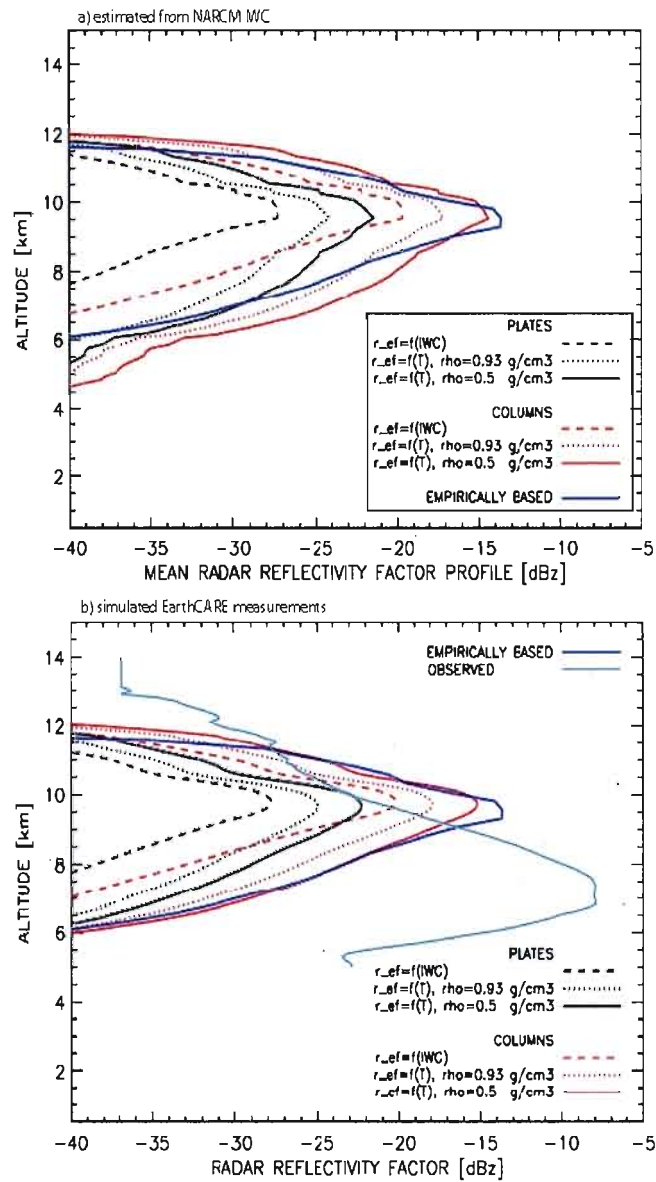 a) estimated from NARCM IWC
14
12
10
8
6
4
2
ALTITUDE [km]
PLATES
r_ef=f(IWC)
r_ef=f(T), rho=0.93 g/cm3
r_ef=f(T), rho=0.5 g/cm3
COLUMNS
r_ef=f(IWC)
r_ef=f(T), rho=0.93 g/cm3
r_ef=f(T), rho=0.5 g/cm3
EMPIRICALLY BASED
-40 -35 -30 -25 -20 -15 -10 -5
MEAN RADAR REFLECTIVITY FACTOR PROFILE [dBz]
b) simulated EarthCARE measurements
EMPIRICALLY BASED
OBSERVED
14
12
10
8
6
4
2
ALTITUDE [km]
PLATES
r_ef=f(IWC)
r_ef=f(T), rho=0.93 g/cm3
r_ef=f(T), rho=0.5 g/cm3
COLUMNS
r_ef=f(IWC)
r_ef=f(T), rho=0.93 g/cm3
r_ef=f(T), rho=0.5 g/cm3
-40 -35 -30 -25 -20 -15 -10 -5
RADAR REFLECTIVITY FACTOR [dBz]